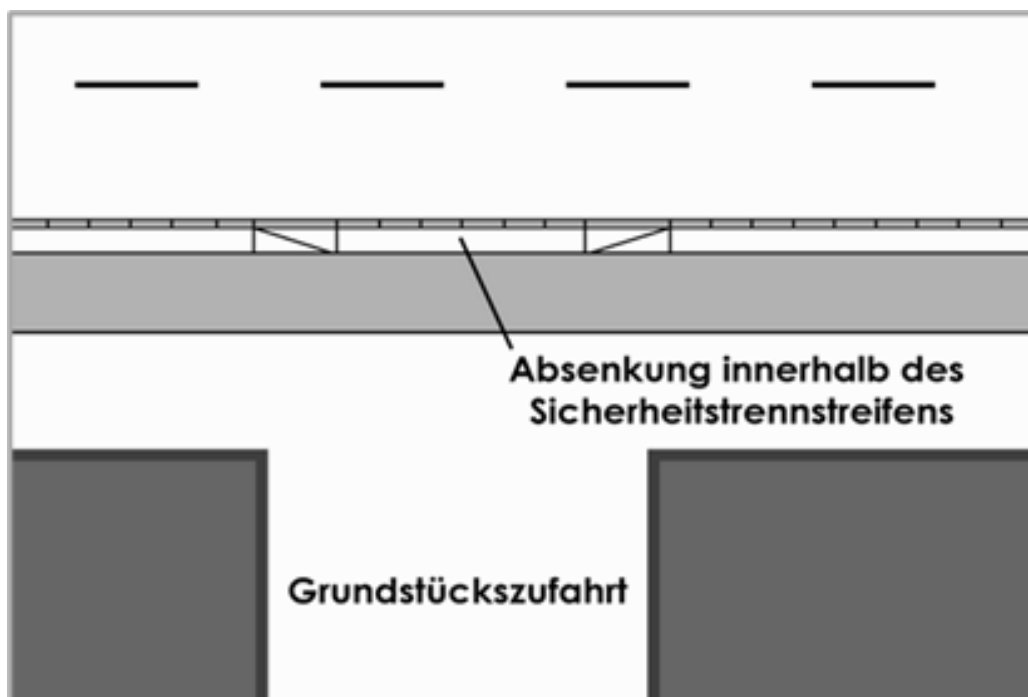 Absenkung innerhalb des
Sicherheitstrennstreifens
Grundstückszufahrt